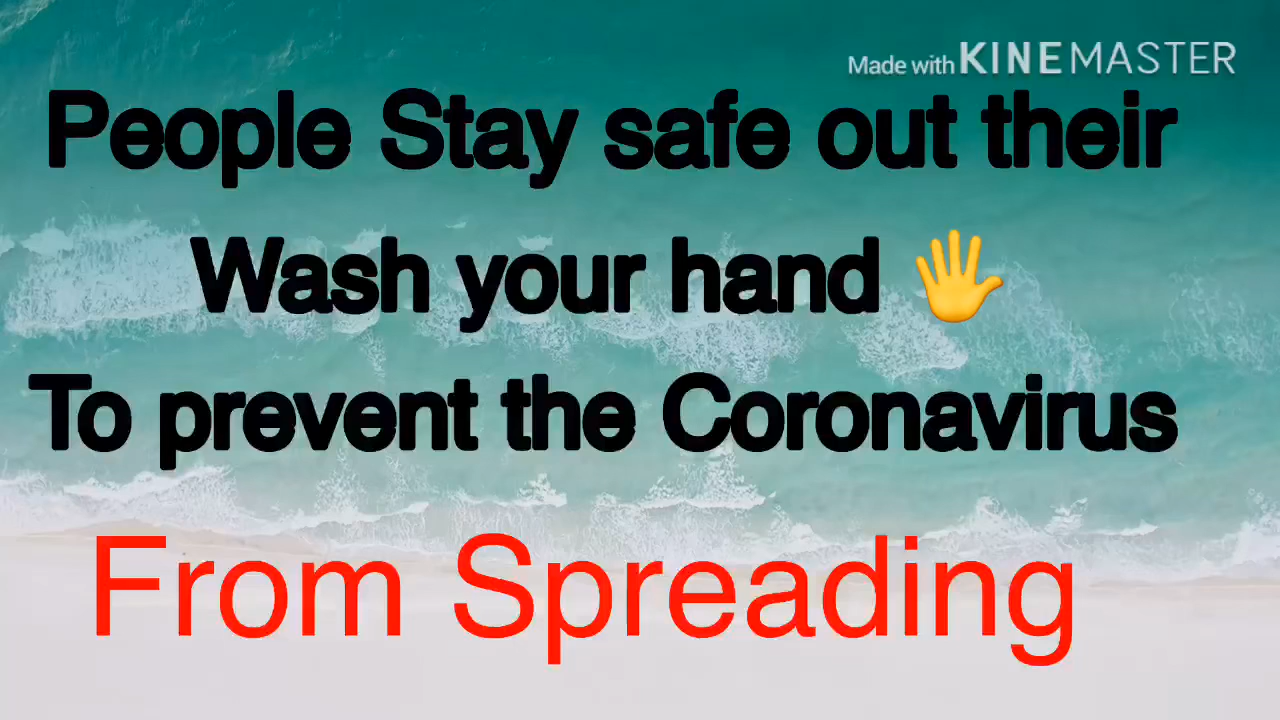 Made with KINEMASTER
People Stay safe out their
Wash your hand 🖐
To prevent the Coronavirus
From Spreading